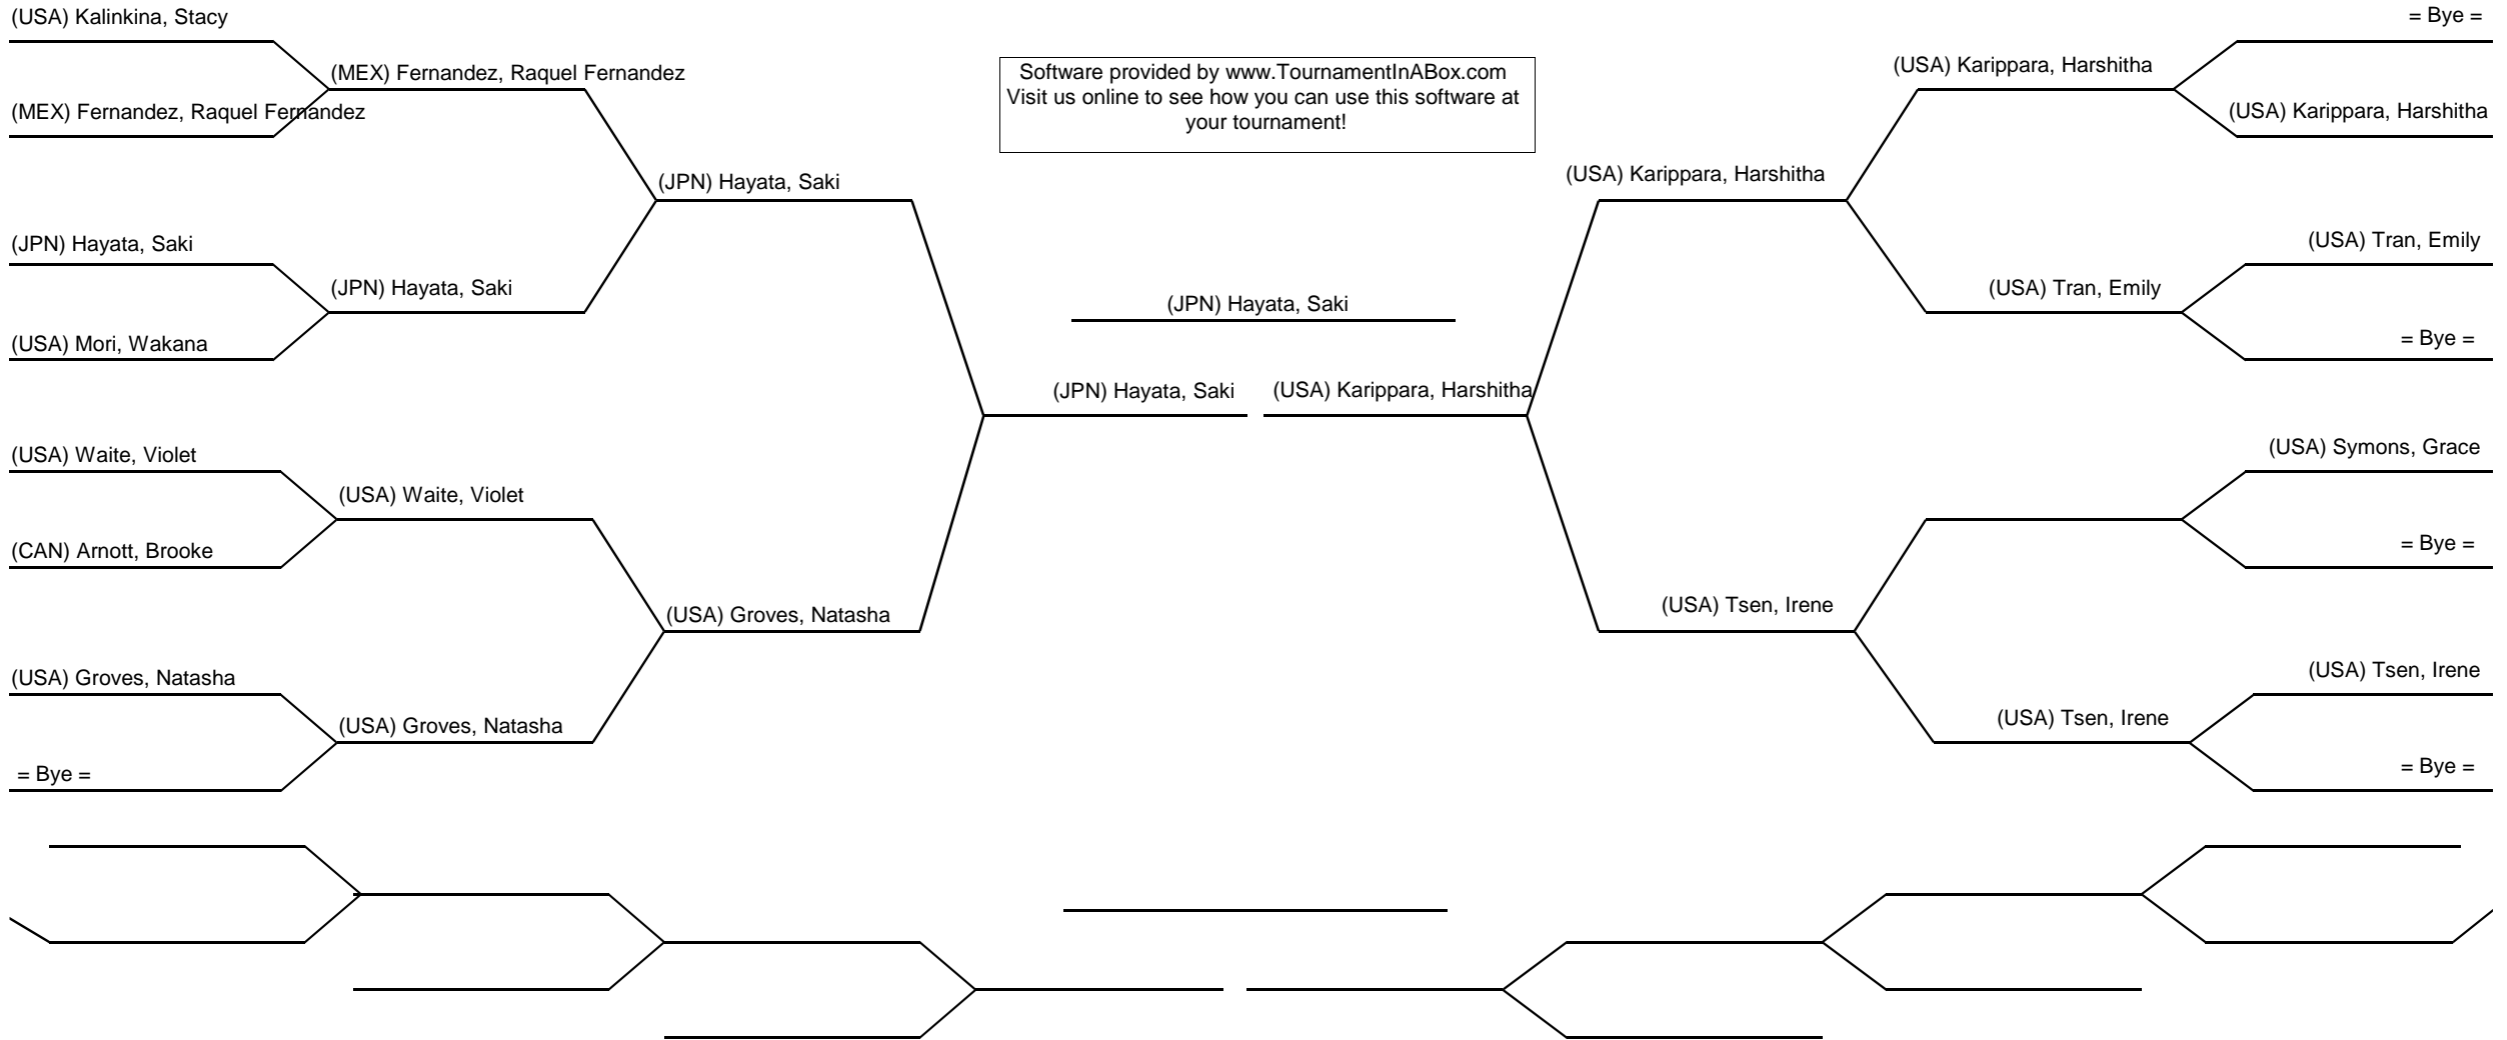 (USA) Kalinkina, Stacy
(MEX) Fernandez, Raquel Fernandez
(JPN) Hayata, Saki
(USA) Mori, Wakana
(USA) Waite, Violet
(CAN) Arnott, Brooke
(USA) Groves, Natasha
= Bye =
(MEX) Fernandez, Raquel Fernandez
(JPN) Hayata, Saki
(USA) Waite, Violet
(USA) Groves, Natasha
(JPN) Hayata, Saki
(USA) Groves, Natasha
Software provided by www.TournamentInABox.com
Visit us online to see how you can use this software at
your tournament!
(JPN) Hayata, Saki
(JPN) Hayata, Saki
(USA) Karippara, Harshitha
(USA) Karippara, Harshitha
(USA) Tsen, Irene
(USA) Karippara, Harshitha
(USA) Tran, Emily
(USA) Tsen, Irene
= Bye =
(USA) Karippara, Harshitha
(USA) Tran, Emily
= Bye =
(USA) Symons, Grace
= Bye =
(USA) Tsen, Irene
= Bye =